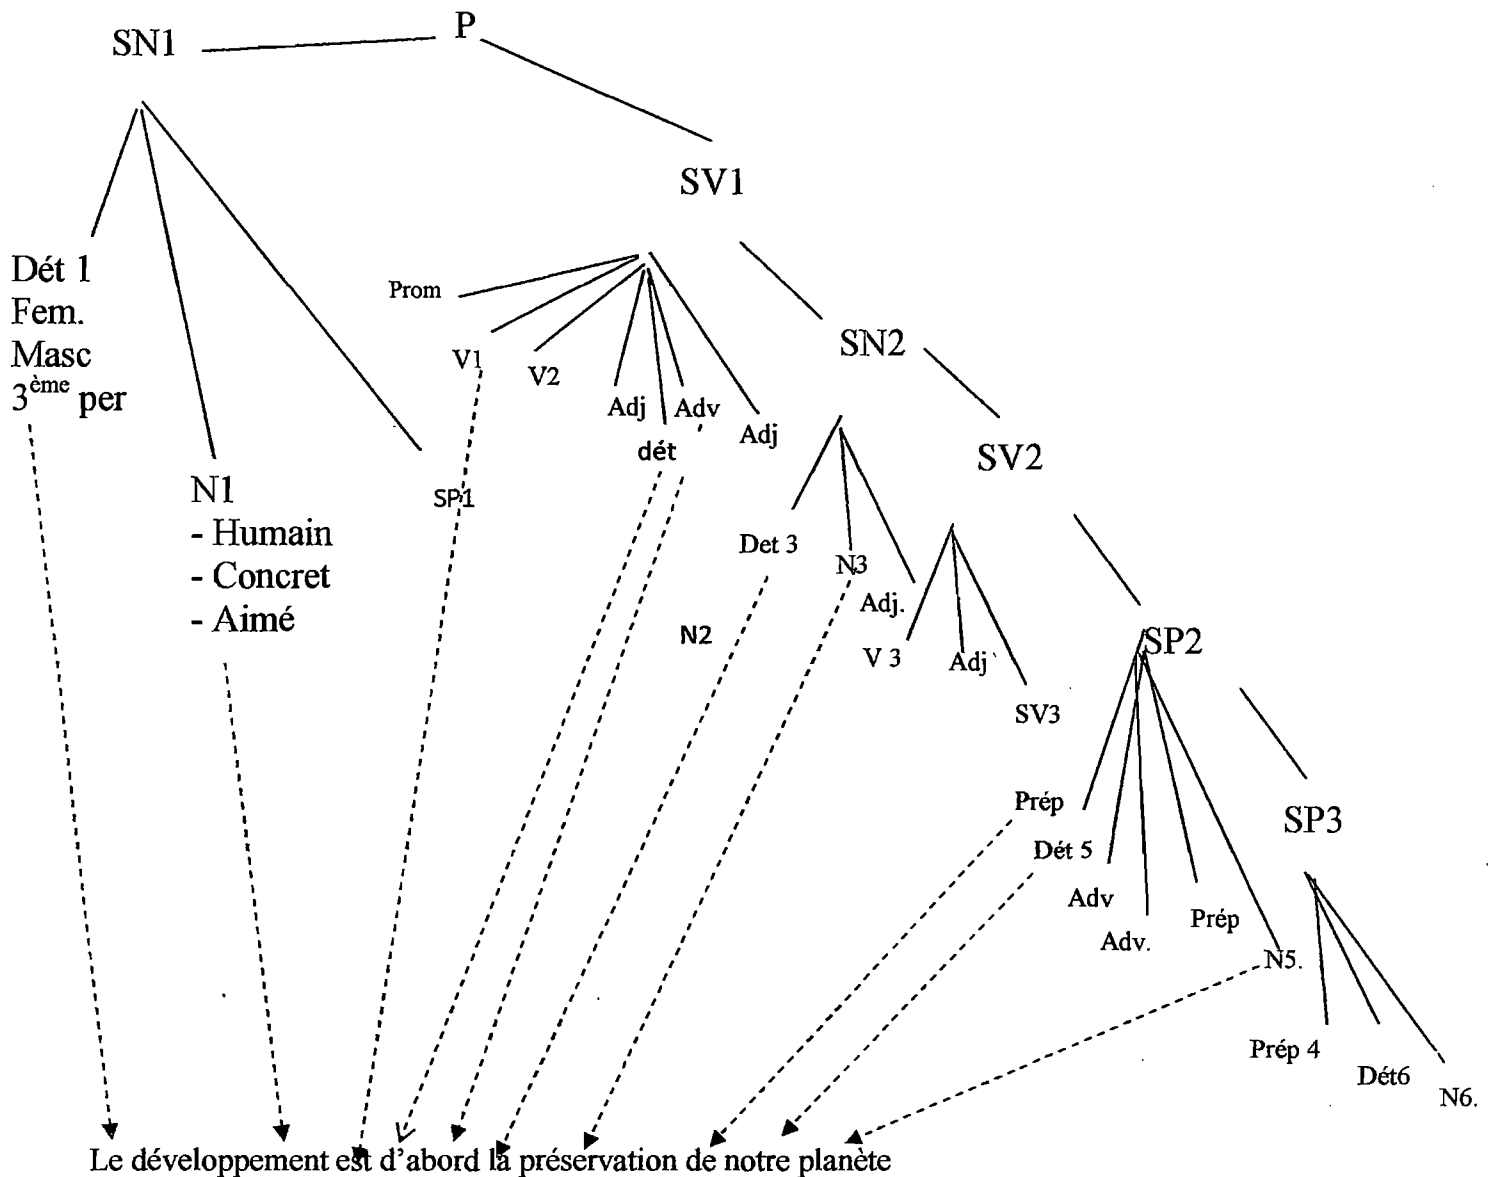 P
SN1
SV1
Dét 1
Fem.
Masc
3ème per
Prom
V1
V2
Adj
Adv
Adj
dét
SN2
SV2
N1
- Humain
- Concret
- Aimé
SP1
Det 3
N3
Adj.
N2
V 3
Adj
SP2
SV3
Prép
Dét 5
Adv
Adv.
Prép
N5.
SP3
Prép 4
Dét6
N6.
Le développement est d'abord la préservation de notre planète